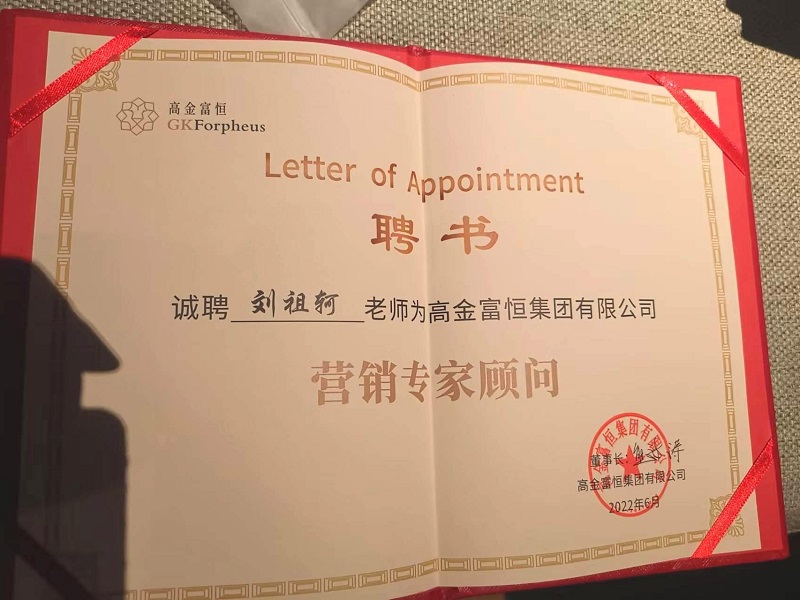 高金富恒
GKForpheus
Letter of Appointment
聘书
诚聘 刘祖轲 老师为高金富恒集团有限公司
营销专家顾问
董事长:
高金富恒集团有限公司
2022年6月